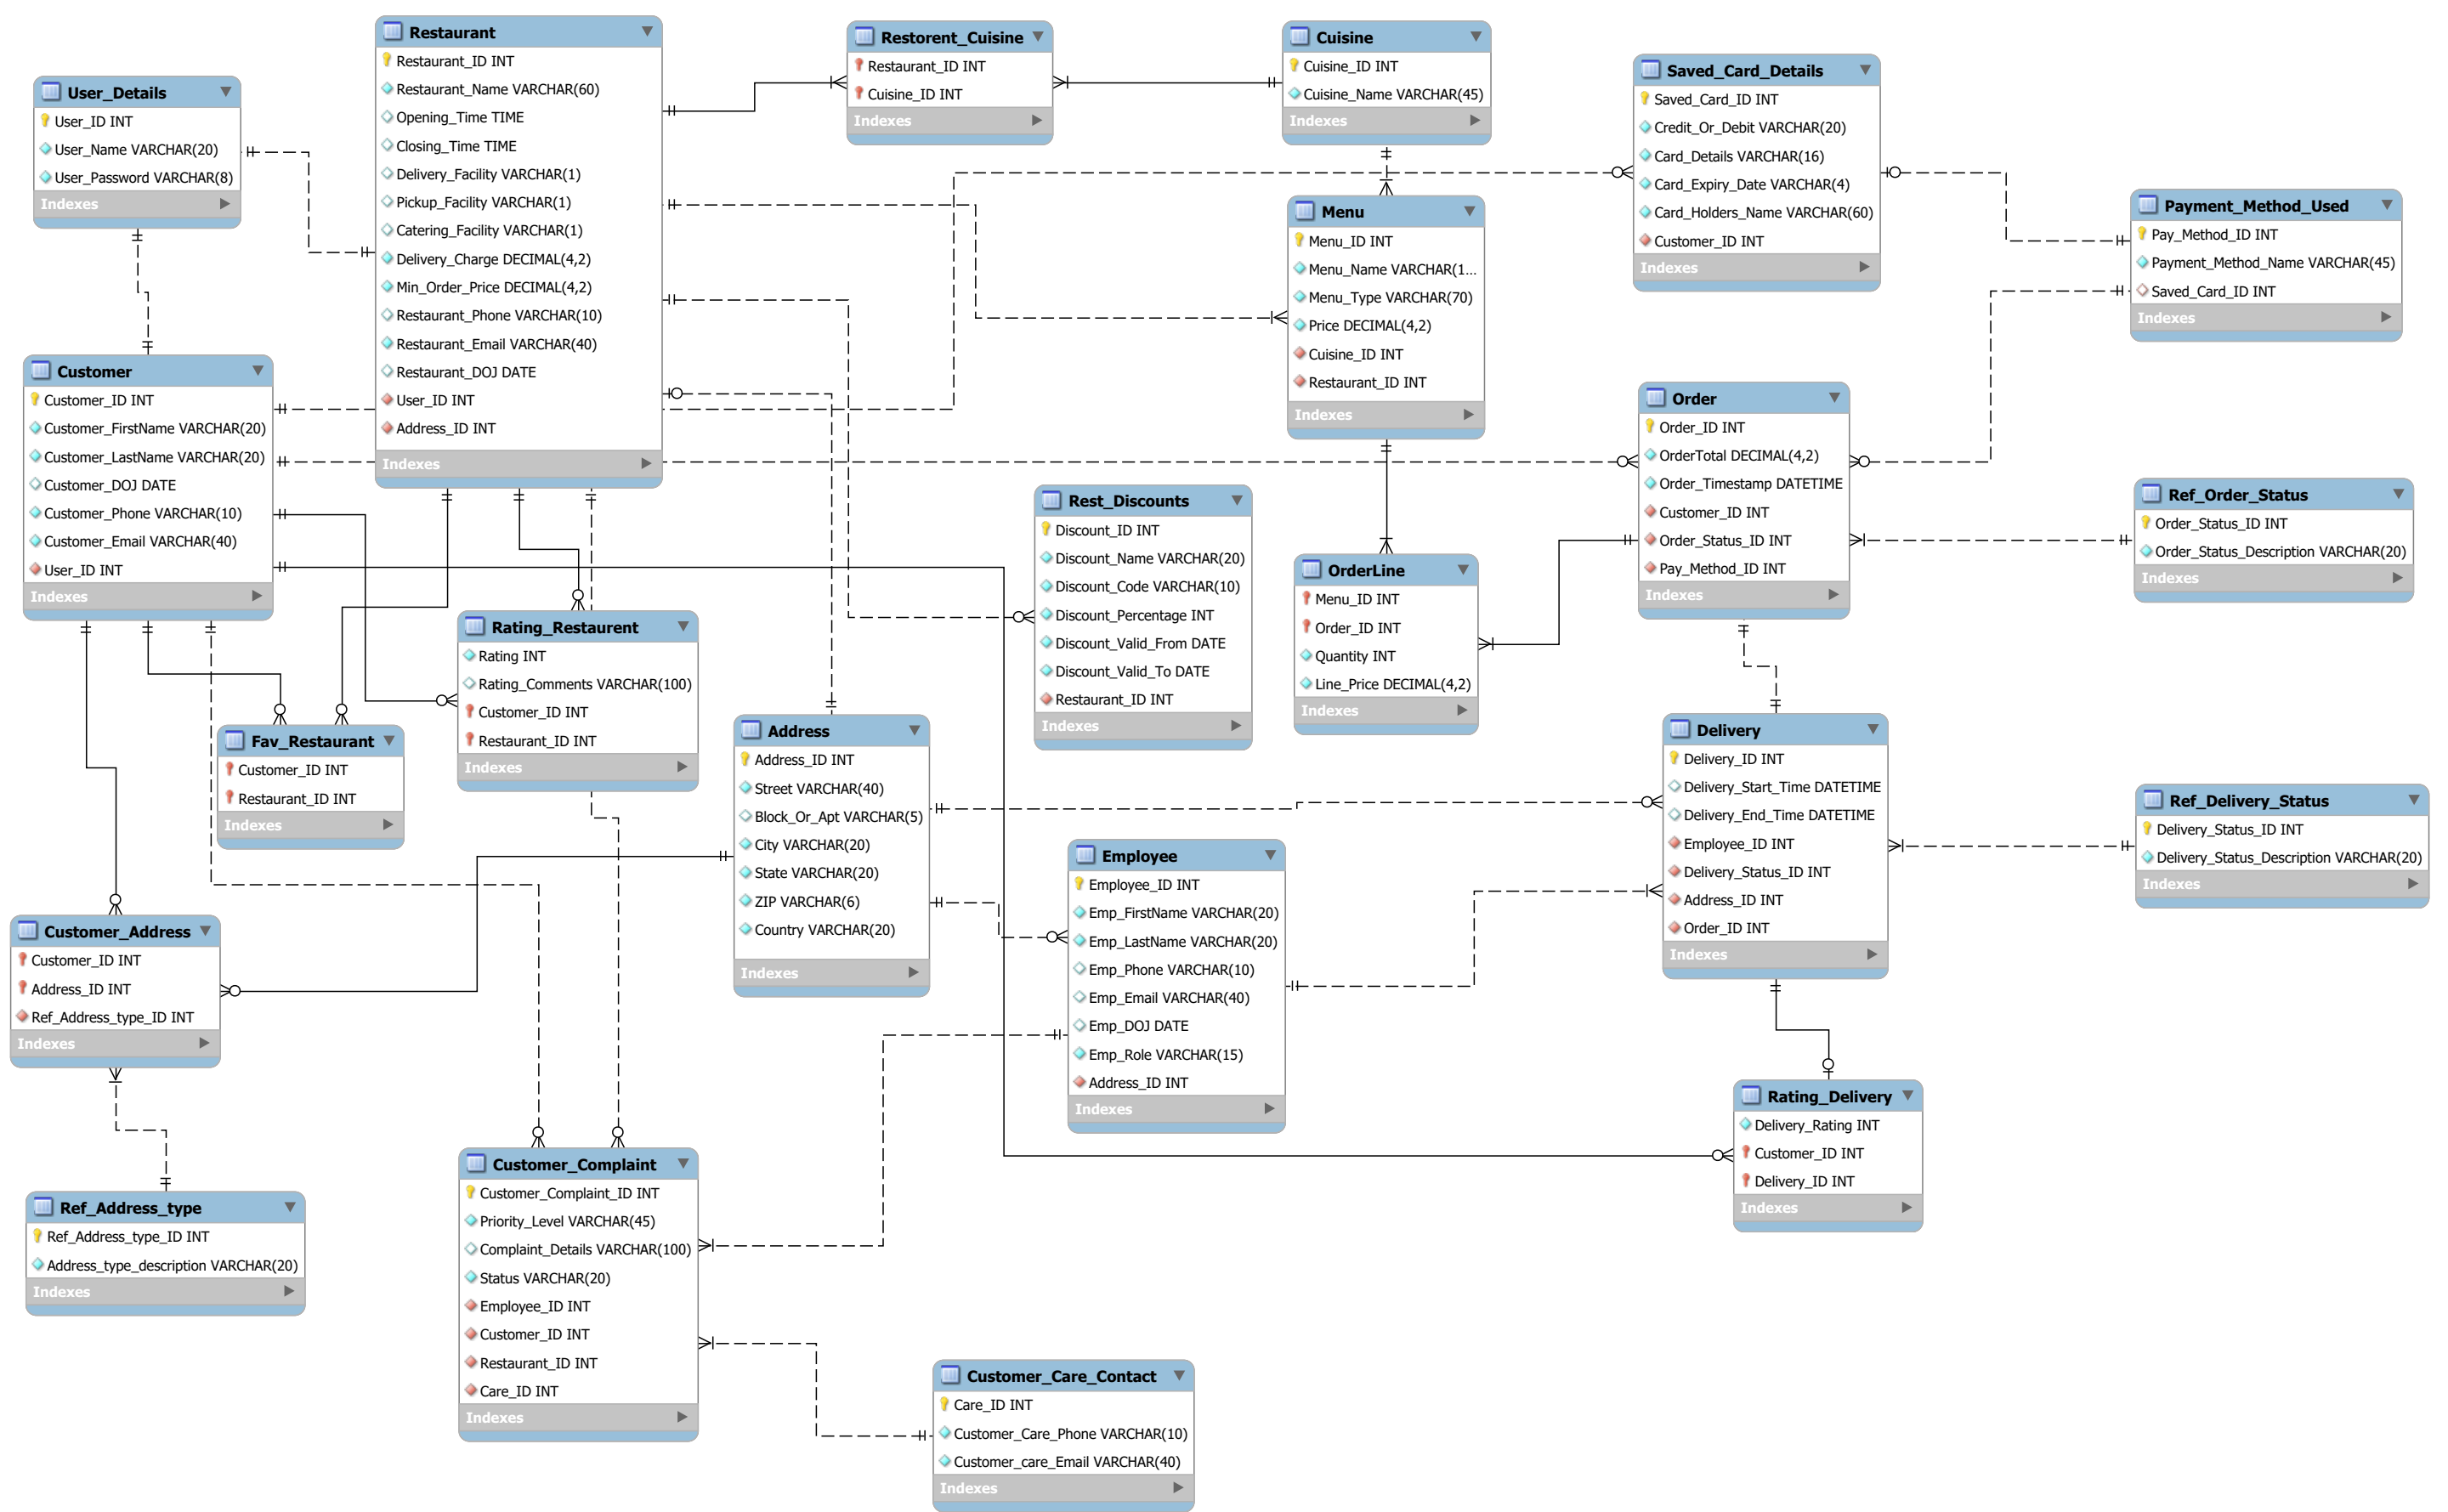 User_Details
User_ID INT
User_Name VARCHAR(20)
User_Password VARCHAR(8)
Indexes
Restaurant
Restaurant_ID INT
Restaurant_Name VARCHAR(60)
Opening_Time TIME
Closing_Time TIME
Delivery_Facility VARCHAR(1)
Pickup_Facility VARCHAR(1)
Catering_Facility VARCHAR(1)
Delivery_Charge DECIMAL(4,2)
Min_Order_Price DECIMAL(4,2)
Restaurant_Phone VARCHAR(10)
Restaurant_Email VARCHAR(40)
Restaurant_DOJ DATE
User_ID INT
Address_ID INT
Indexes
Restorent_Cuisine
Restaurant_ID INT
Cuisine_ID INT
Indexes
Cuisine
Cuisine_ID INT
Cuisine_Name VARCHAR(45)
Indexes
Saved_Card_Details
Saved_Card_ID INT
Credit_Or_Debit VARCHAR(20)
Card_Details VARCHAR(16)
Card_Expiry_Date VARCHAR(4)
Card_Holders_Name VARCHAR(60)
Customer_ID INT
Indexes
Payment_Method_Used
Pay_Method_ID INT
Payment_Method_Name VARCHAR(45)
Saved_Card_ID INT
Indexes
Menu
Menu_ID INT
Menu_Name VARCHAR(1...
Menu_Type VARCHAR(70)
Price DECIMAL(4,2)
Cuisine_ID INT
Restaurant_ID INT
Indexes
Customer
Customer_ID INT
Customer_FirstName VARCHAR(20)
Customer_LastName VARCHAR(20)
Customer_DOJ DATE
Customer_Phone VARCHAR(10)
Customer_Email VARCHAR(40)
User_ID INT
Indexes
Order
Order_ID INT
OrderTotal DECIMAL(4,2)
Order_Timestamp DATETIME
Customer_ID INT
Order_Status_ID INT
Pay_Method_ID INT
Indexes
Ref_Order_Status
Order_Status_ID INT
Order_Status_Description VARCHAR(20)
Indexes
Rest_Discounts
Discount_ID INT
Discount_Name VARCHAR(20)
Discount_Code VARCHAR(10)
Discount_Percentage INT
Discount_Valid_From DATE
Discount_Valid_To DATE
Restaurant_ID INT
Indexes
OrderLine
Menu_ID INT
Order_ID INT
Quantity INT
Line_Price DECIMAL(4,2)
Indexes
Rating_Restaurent
Rating INT
Rating_Comments VARCHAR(100)
Customer_ID INT
Restaurant_ID INT
Indexes
Fav_Restaurant
Customer_ID INT
Restaurant_ID INT
Indexes
Address
Address_ID INT
Street VARCHAR(40)
Block_Or_Apt VARCHAR(5)
City VARCHAR(20)
State VARCHAR(20)
ZIP VARCHAR(6)
Country VARCHAR(20)
Indexes
Delivery
Delivery_ID INT
Delivery_Start_Time DATETIME
Delivery_End_Time DATETIME
Employee_ID INT
Delivery_Status_ID INT
Address_ID INT
Order_ID INT
Indexes
Ref_Delivery_Status
Delivery_Status_ID INT
Delivery_Status_Description VARCHAR(20)
Indexes
Employee
Employee_ID INT
Emp_FirstName VARCHAR(20)
Emp_LastName VARCHAR(20)
Emp_Phone VARCHAR(10)
Emp_Email VARCHAR(40)
Emp_DOJ DATE
Emp_Role VARCHAR(15)
Address_ID INT
Indexes
Customer_Address
Customer_ID INT
Address_ID INT
Ref_Address_type_ID INT
Indexes
Rating_Delivery
Delivery_Rating INT
Customer_ID INT
Delivery_ID INT
Indexes
Customer_Complaint
Customer_Complaint_ID INT
Priority_Level VARCHAR(45)
Complaint_Details VARCHAR(100)
Status VARCHAR(20)
Employee_ID INT
Customer_ID INT
Restaurant_ID INT
Care_ID INT
Indexes
Ref_Address_type
Ref_Address_type_ID INT
Address_type_description VARCHAR(20)
Indexes
Customer_Care_Contact
Care_ID INT
Customer_Care_Phone VARCHAR(10)
Customer_care_Email VARCHAR(40)
Indexes